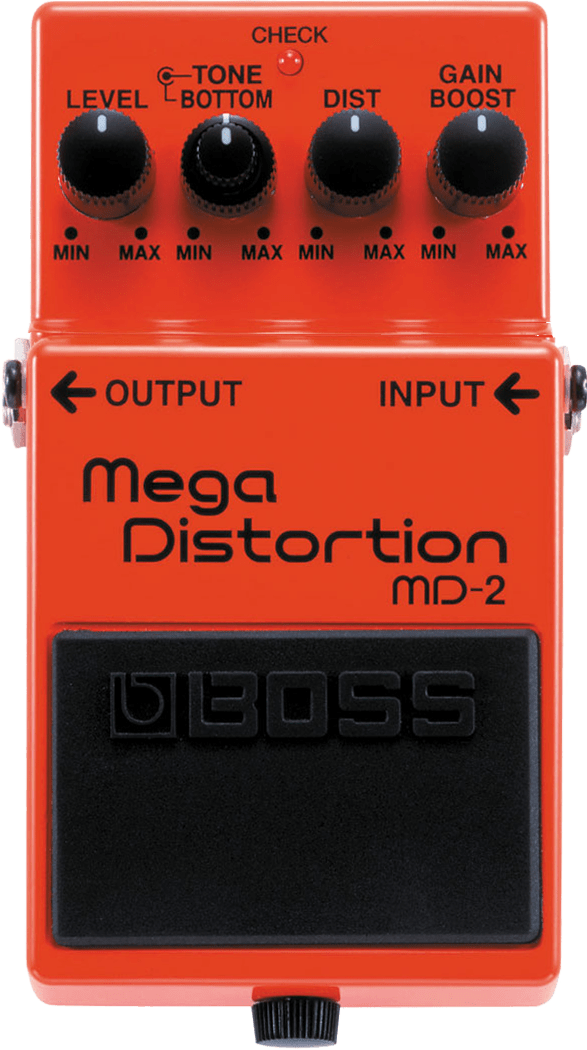 CHECK
TONE
BOTTOM
LEVEL
DIST
GAIN
BOOST
MIN MAX MIN MAX MIN MAX MIN MAX
OUTPUT INPUT
Mega
Distortion
MD-2
BOSS